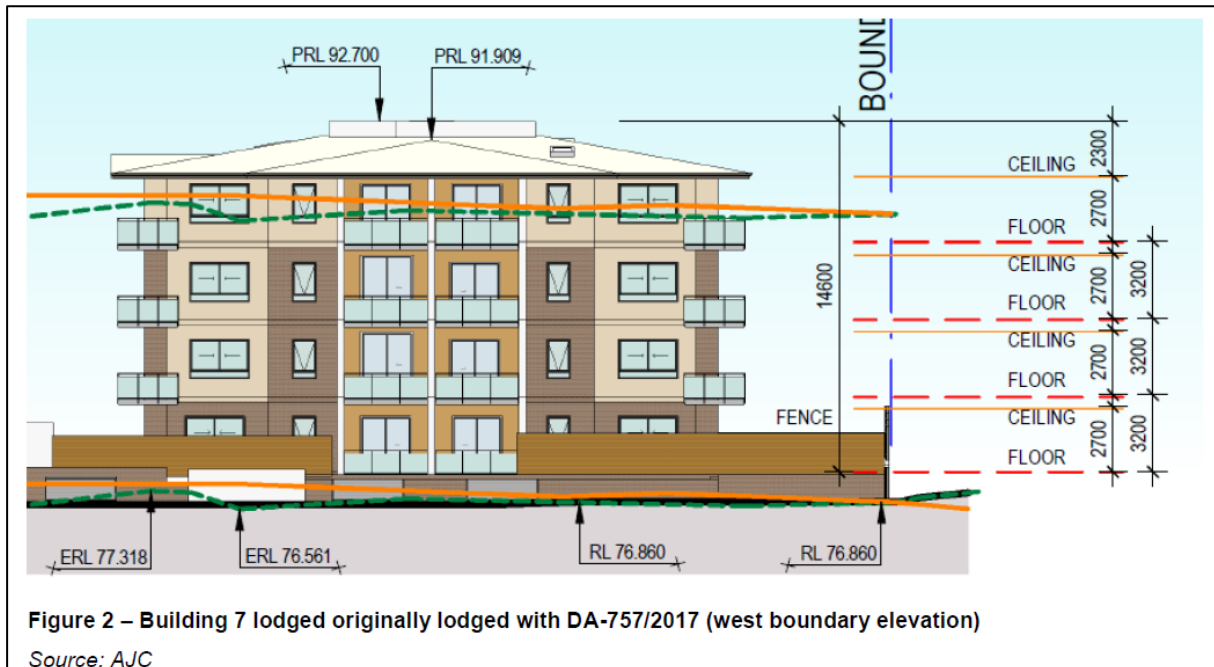 PRL 92.700
PRL 91.909
BOUND
CEILING
2300
2700
FLOOR
CEILING
2700
3200
14600
FLOOR
CEILING
2700
3200
FLOOR
FENCE
CEILING
2700
3200
FLOOR
ERL 77.318
ERL 76.561
RL 76.860
RL 76.860
Figure 2 – Building 7 lodged originally lodged with DA-757/2017 (west boundary elevation)
Source: AJC